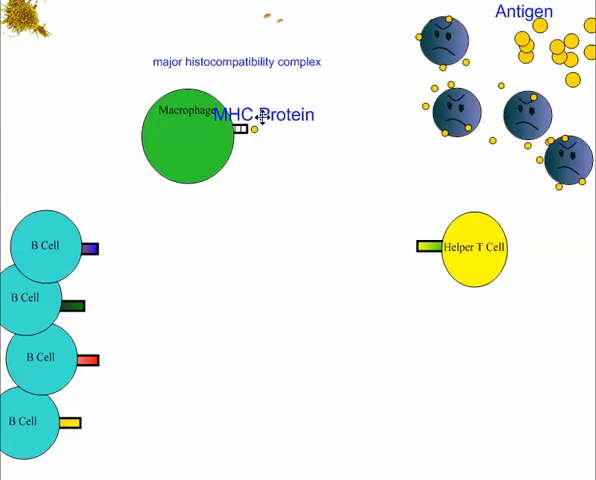 Antigen
major histocompatibility complex
Macrophage
MHC Protein
B Cell
Helper T Cell
B Cell
B Cell
B Cell